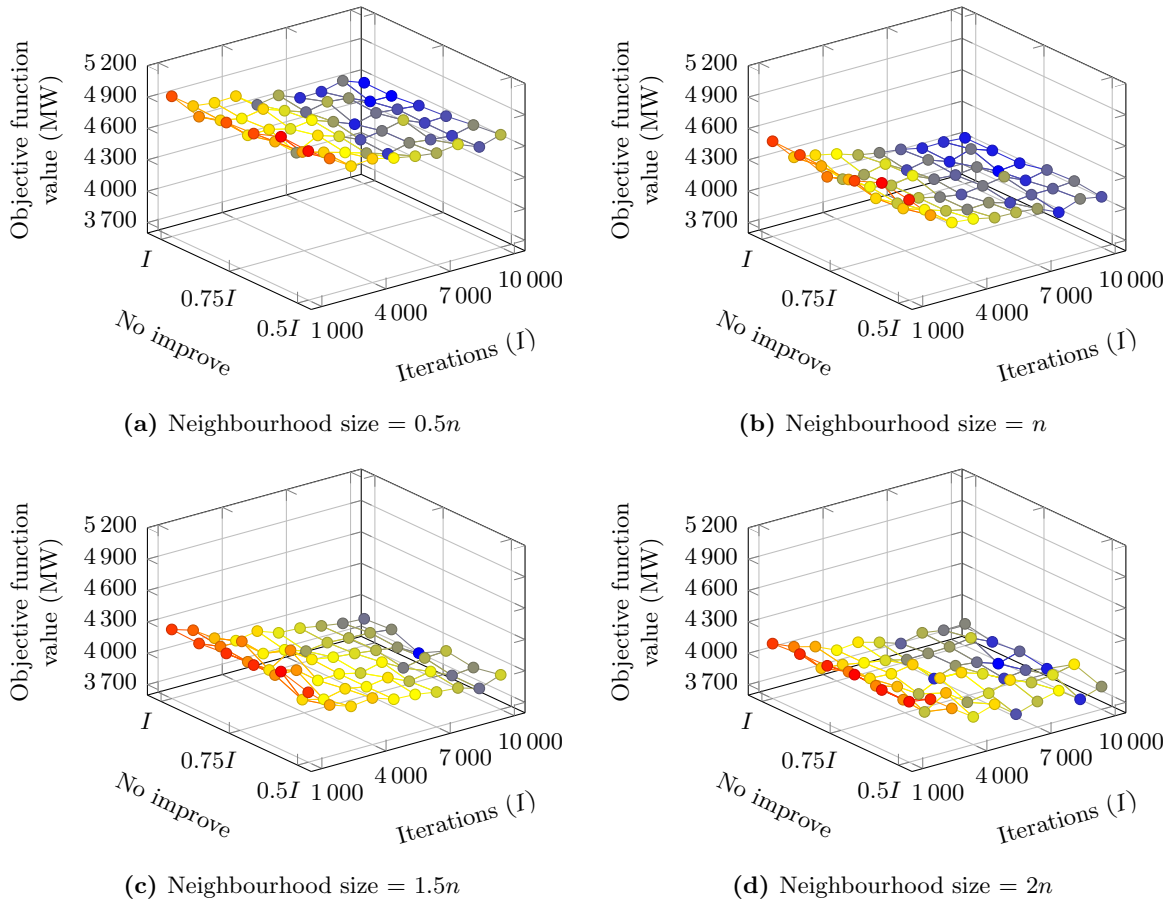 Objective function
value (MW)
5 200
4 900
4 600
4 300
4 000
3 700
I
0.75I
0.5I
No improve
1 000
4 000
7 000
10 000
Iterations (I)
(a) Neighbourhood size = 0.5n
Objective function
value (MW)
5 200
4 900
4 600
4 300
4 000
3 700
I
0.75I
0.5I
No improve
1 000
4 000
7 000
10 000
Iterations (I)
(b) Neighbourhood size = n
Objective function
value (MW)
5 200
4 900
4 600
4 300
4 000
3 700
I
0.75I
0.5I
No improve
1 000
4 000
7 000
10 000
Iterations (I)
(c) Neighbourhood size = 1.5n
Objective function
value (MW)
5 200
4 900
4 600
4 300
4 000
3 700
I
0.75I
0.5I
No improve
1 000
4 000
7 000
10 000
Iterations (I)
(d) Neighbourhood size = 2n